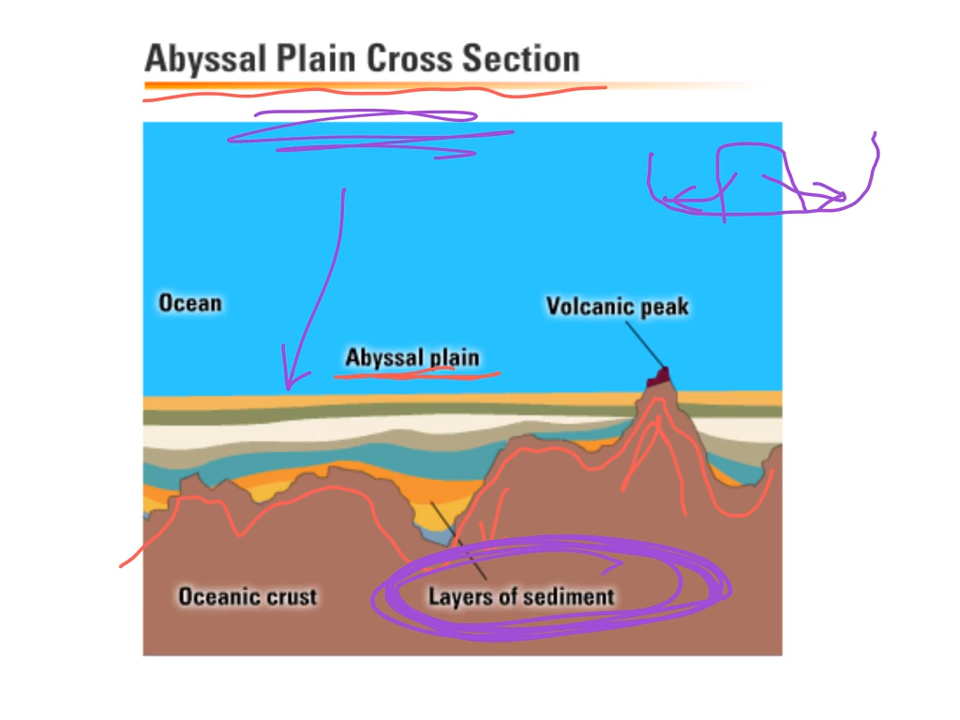 Abyssal Plain Cross Section
Ocean
Volcanic peak
Abyssal plain
Oceanic crust
Layers of sediment